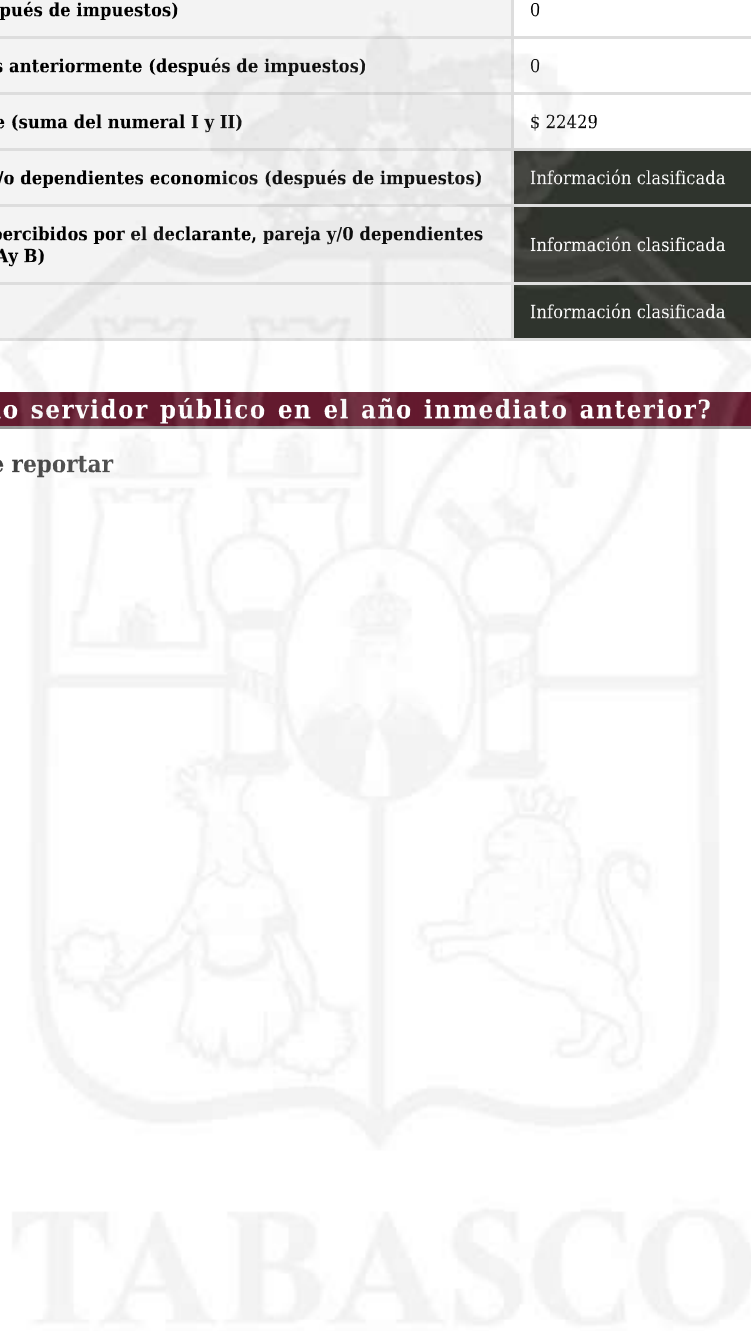 pués de impuestos)
0
s anteriormente (después de impuestos)
0
e (suma del numeral I y II)
$ 22429
/o dependientes economicos (después de impuestos)
Información clasificada
percibidos por el declarante, pareja y/0 dependientes
Ay B)
Información clasificada
Información clasificada
o servidor público en el año inmediato anterior?
e reportar
TABASCO